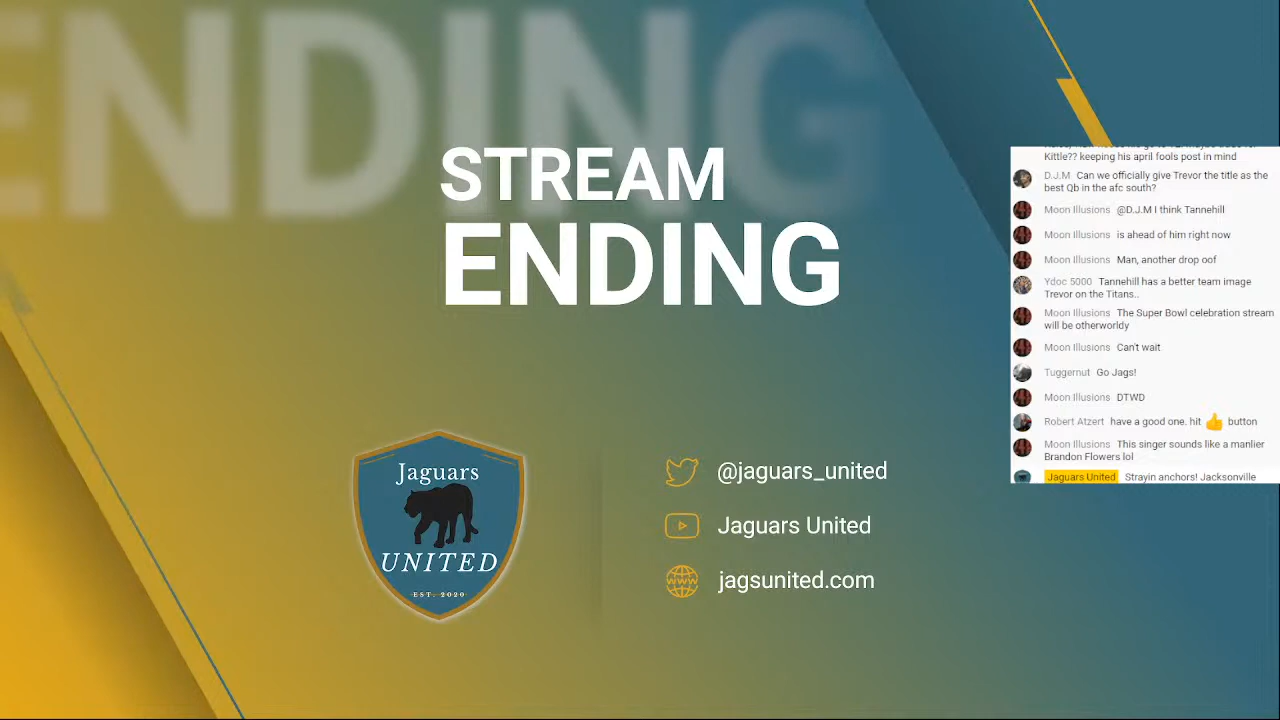 ENDING
STREAM
ENDING
Jaguars
UNITED
EST. 2020
@jaguars_united
Jaguars United
www
jagsunited.com
Kittle?? keeping his april fools post in mind
D.J.M Can we officially give Trevor the title as the
best Qb in the afc south?
Moon Illusions @D.J.M I think Tannehill
Moon Illusions is ahead of him right now
Moon Illusions Man, another drop oof
Ydoc 5000 Tannehill has a better team image
Trevor on the Titans..
Moon Illusions The Super Bowl celebration stream
will be otherworldy
Moon Illusions Can't wait
Tuggernut Go Jags!
Moon Illusions DTWD
Robert Atzert have a good one. hit 👍 button
Moon Illusions This singer sounds like a manlier
Brandon Flowers lol
Jaguars United Strayin anchors! Jacksonville